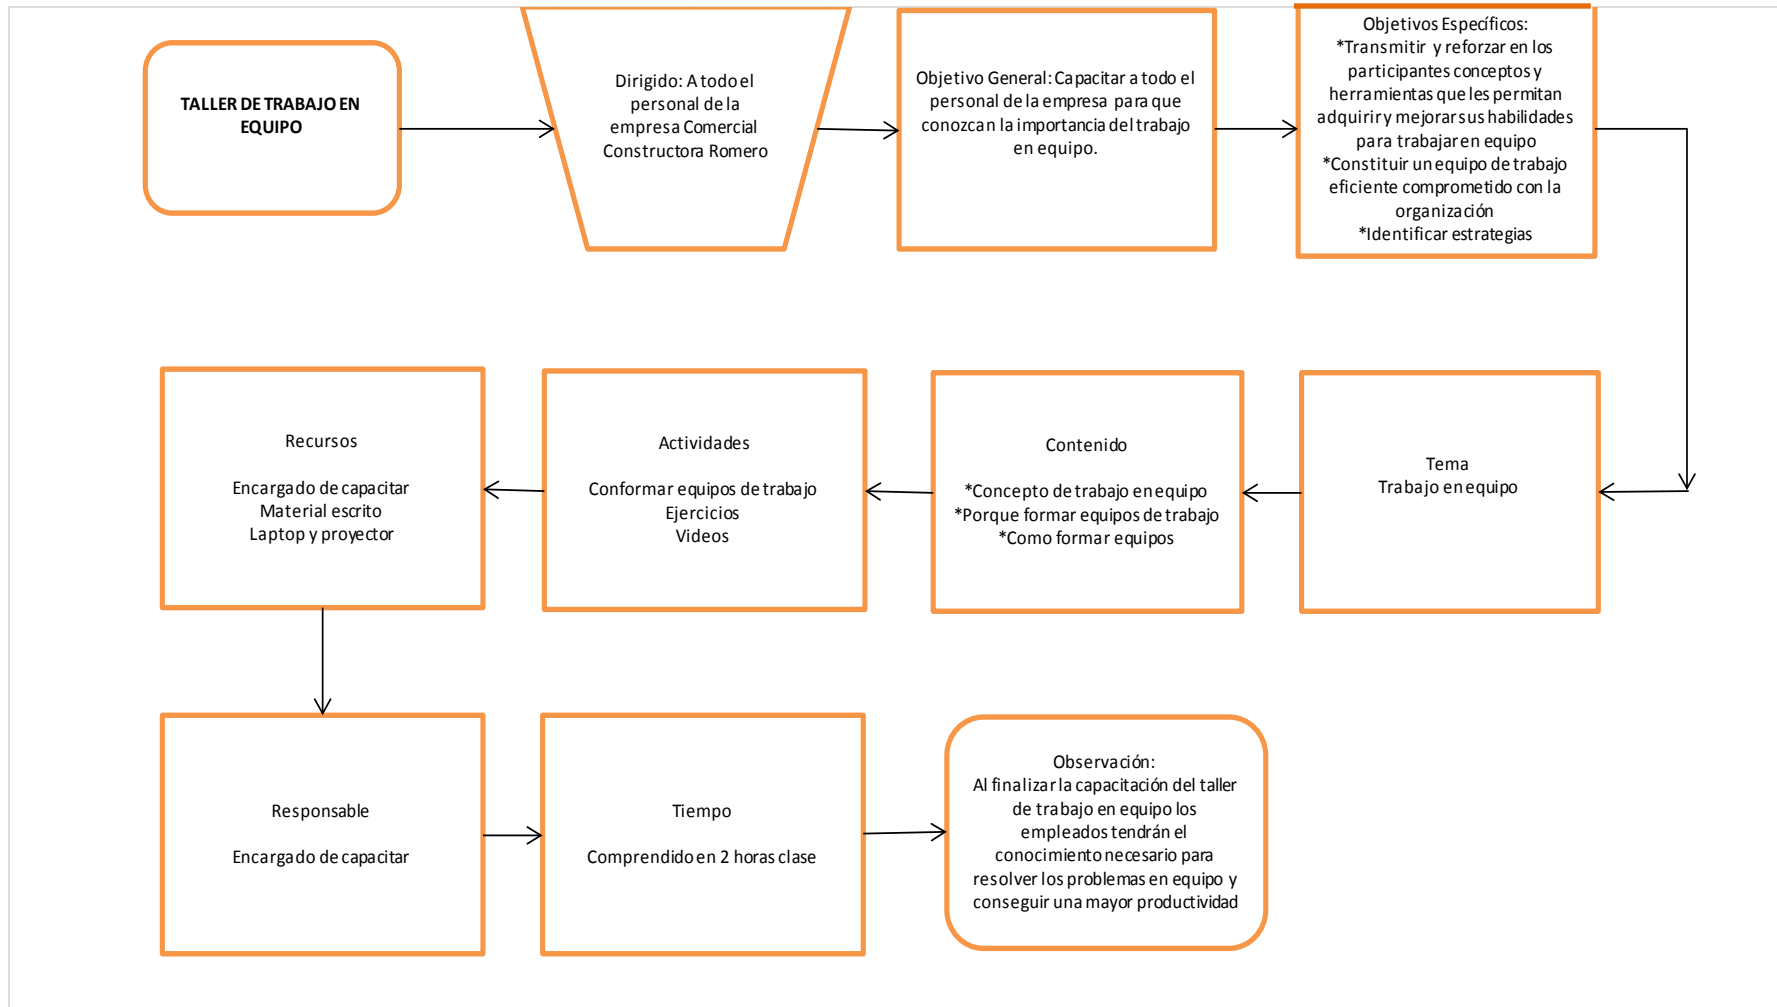 TALLER DE TRABAJO EN
EQUIPO
Dirigido: A todo el
personal de la
empresa Comercial
Constructora Romero
Objetivo General: Capacitar a todo el
personal de la empresa para que
conozcan la importancia del trabajo
en equipo.
Objetivos Específicos:
*Transmitir y reforzar en los
participantes conceptos y
herramientas que les permitan
adquirir y mejorar sus habilidades
para trabajar en equipo
*Constituir un equipo de trabajo
eficiente comprometido con la
organización
*Identificar estrategias
Tema
Trabajo en equipo
Contenido
*Concepto de trabajo en equipo
*Porque formar equipos de trabajo
*Como formar equipos
Actividades
Conformar equipos de trabajo
Ejercicios
Videos
Recursos
Encargado de capacitar
Material escrito
Laptop y proyector
Responsable
Encargado de capacitar
Tiempo
Comprendido en 2 horas clase
Observación:
Al finalizar la capacitación del taller
de trabajo en equipo los
empleados tendrán el
conocimiento necesario para
resolver los problemas en equipo y
conseguir una mayor productividad